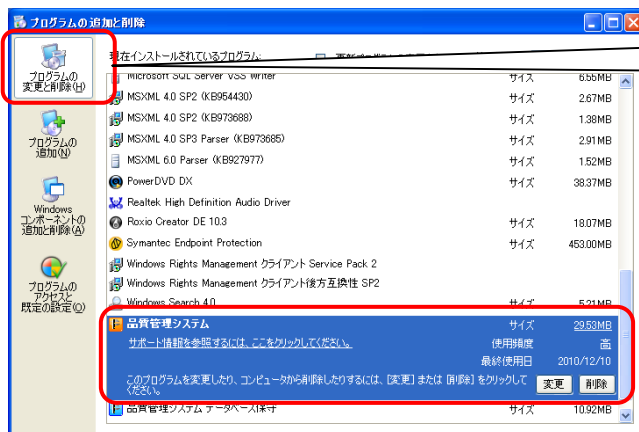 プログラムの追加と削除
プログラムの
変更と削除(H)
プログラムの
追加(N)
Windows
コンポーネントの
追加と削除(A)
プログラムの
アクセスと
既定の設定(O)
現在インストールされているプログラム:
Microsoft SQL Server VSS Writer サイズ 6.55MB
MSXML 4.0 SP2 (KB954430) サイズ 2.67MB
MSXML 4.0 SP2 (KB973688) サイズ 1.38MB
MSXML 4.0 SP3 Parser (KB973685) サイズ 2.91MB
MSXML 6.0 Parser (KB927977) サイズ 1.52MB
PowerDVD DX サイズ 38.37MB
Realtek High Definition Audio Driver
Roxio Creator DE 10.3 サイズ 18.07MB
Symantec Endpoint Protection サイズ 453.00MB
Windows Rights Management クライアント Service Pack 2
Windows Rights Management クライアント後方互換性 SP2
Windows Search 4.0 サイズ 5.21MB
品質管理システム サイズ 29.53MB
サポート情報を参照するには、ここをクリックしてください。 使用頻度 高
最終使用日 2010/12/10
このプログラムを変更したり、コンピュータから削除したりするには、[変更] または [削除] をクリックして
ください。 変更 削除
品質管理システム データベース保守 サイズ 10.92MB